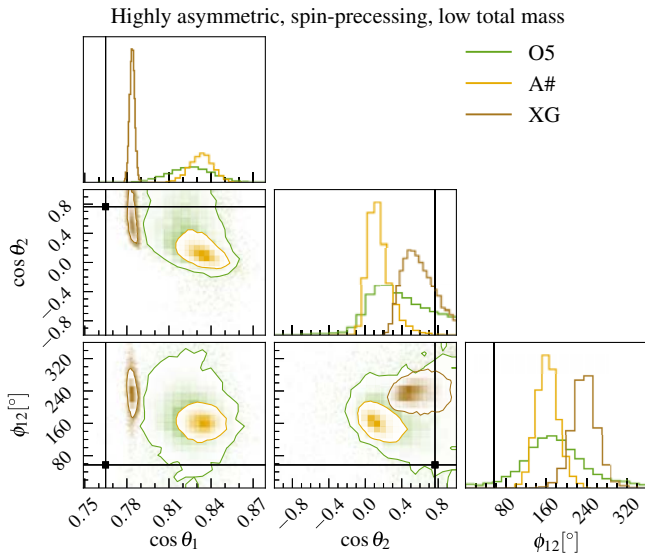 Highly asymmetric, spin-precessing, low total mass
O5
A#
XG
cos θ₂
0.8
0.4
0.0
−0.4
−0.8
ϕ₁₂[°]
320
240
160
80
0.75 0.78 0.81 0.84 0.87
−0.8 −0.4 0.0 0.4 0.8
80 160 240 320
cos θ₁
cos θ₂
ϕ₁₂[°]